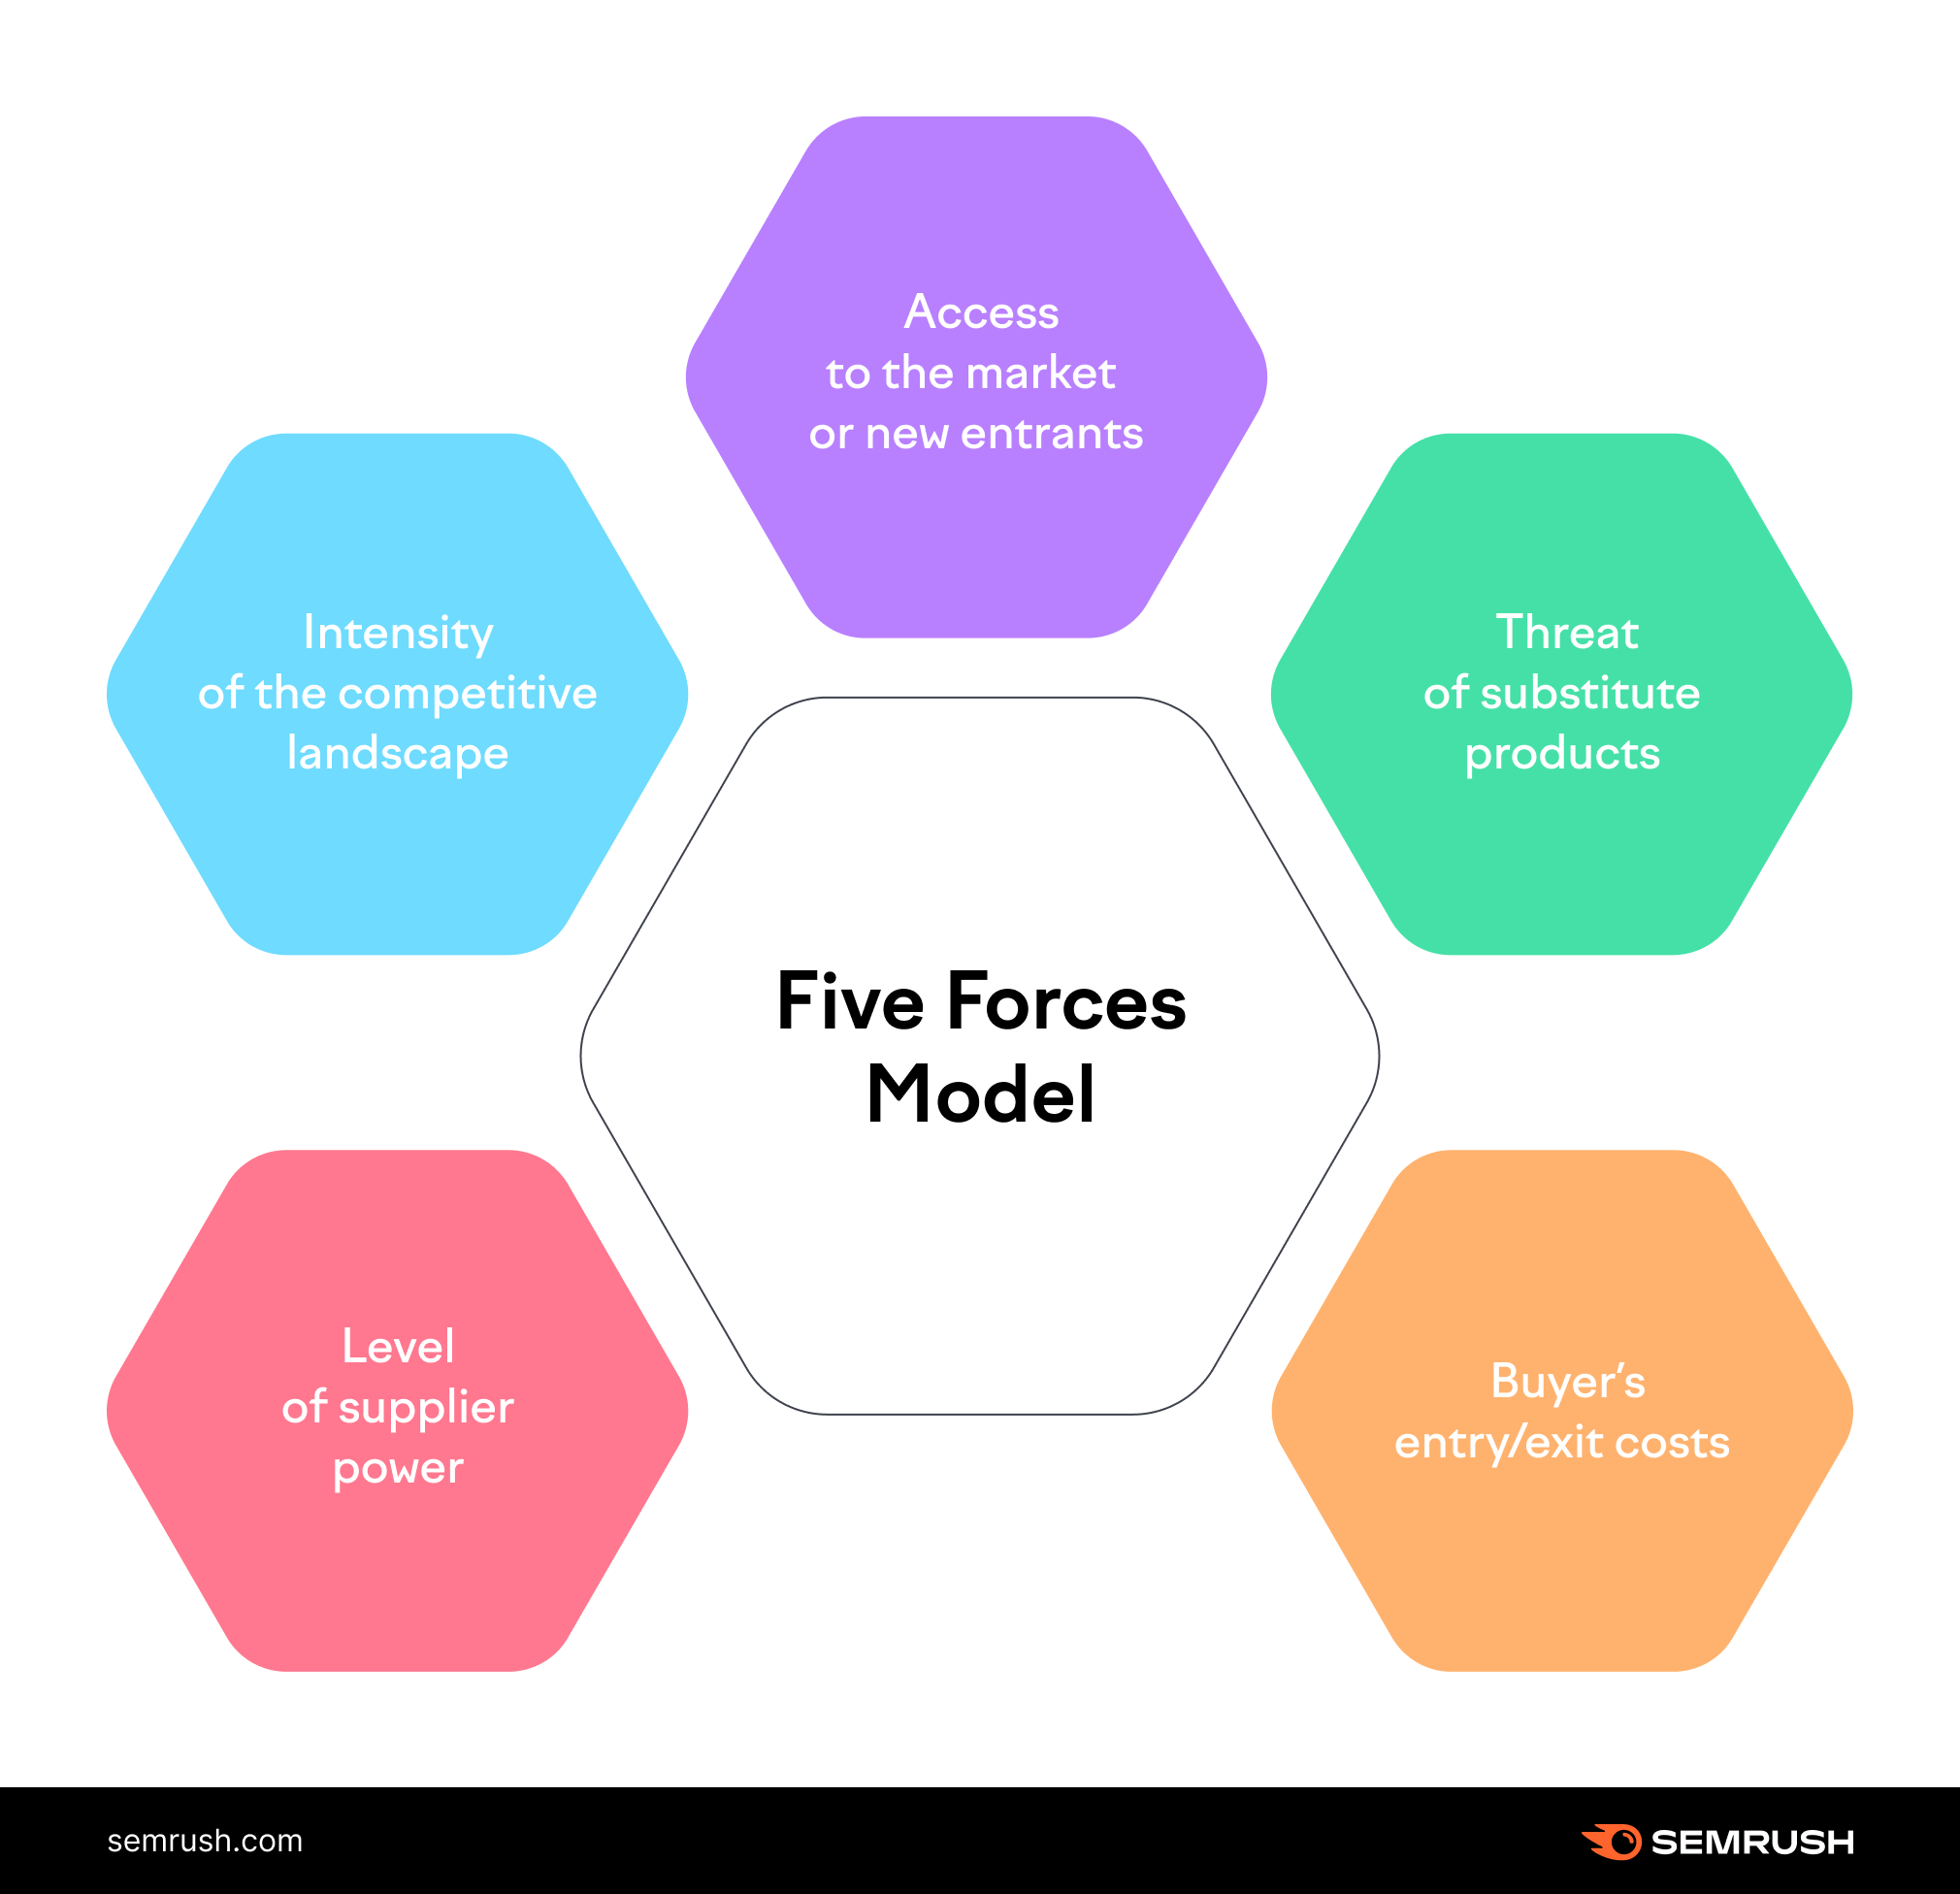 Access
to the market
or new entrants
Intensity
of the competitive
landscape
Threat
of substitute
products
Five Forces
Model
Level
of supplier
power
Buyer’s
entry/exit costs
semrush.com
SEMRUSH